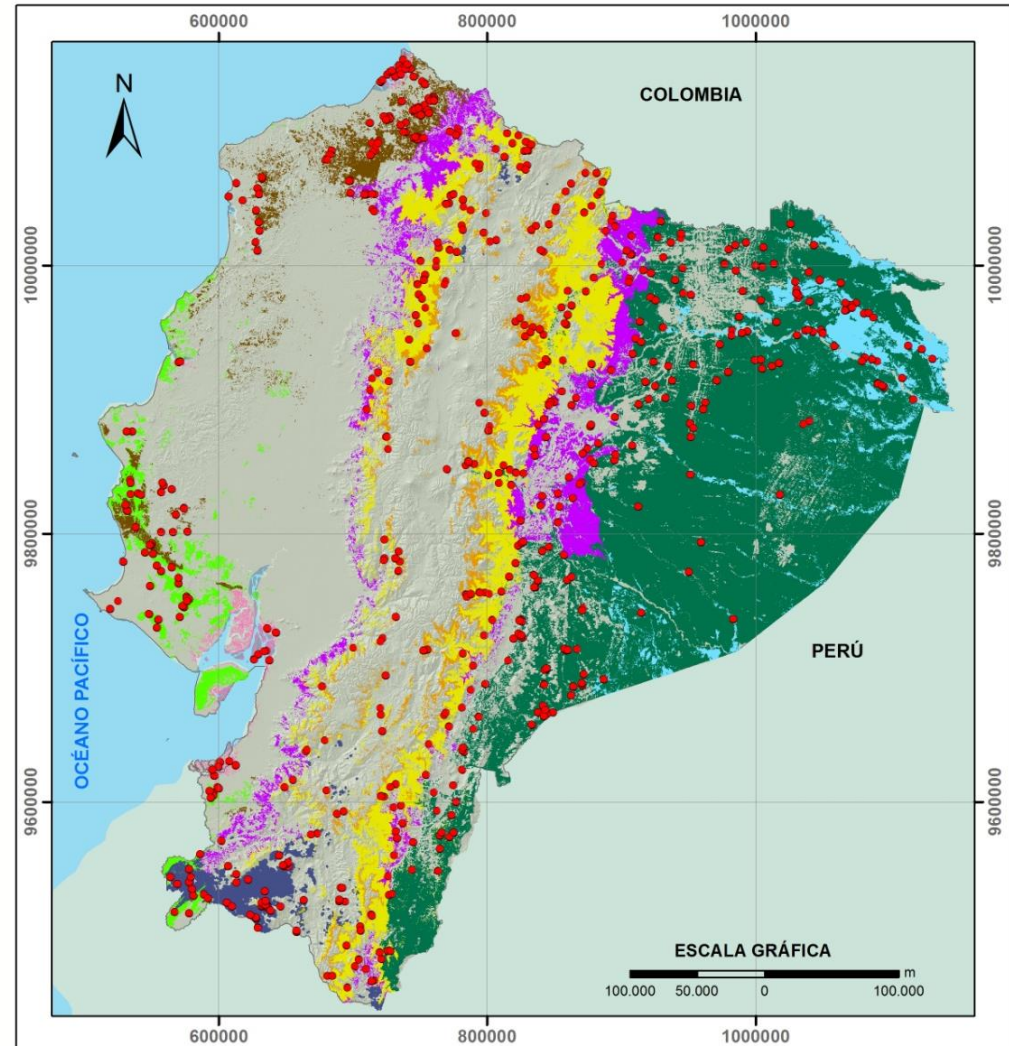 600000 800000 1000000
N
COLOMBIA
10000000 10000000
9800000 9800000
OCÉANO PACÍFICO
PERÚ
9600000 9600000
ESCALA GRÁFICA
m
100.000 50.000 0 100.000
600000 800000 1000000